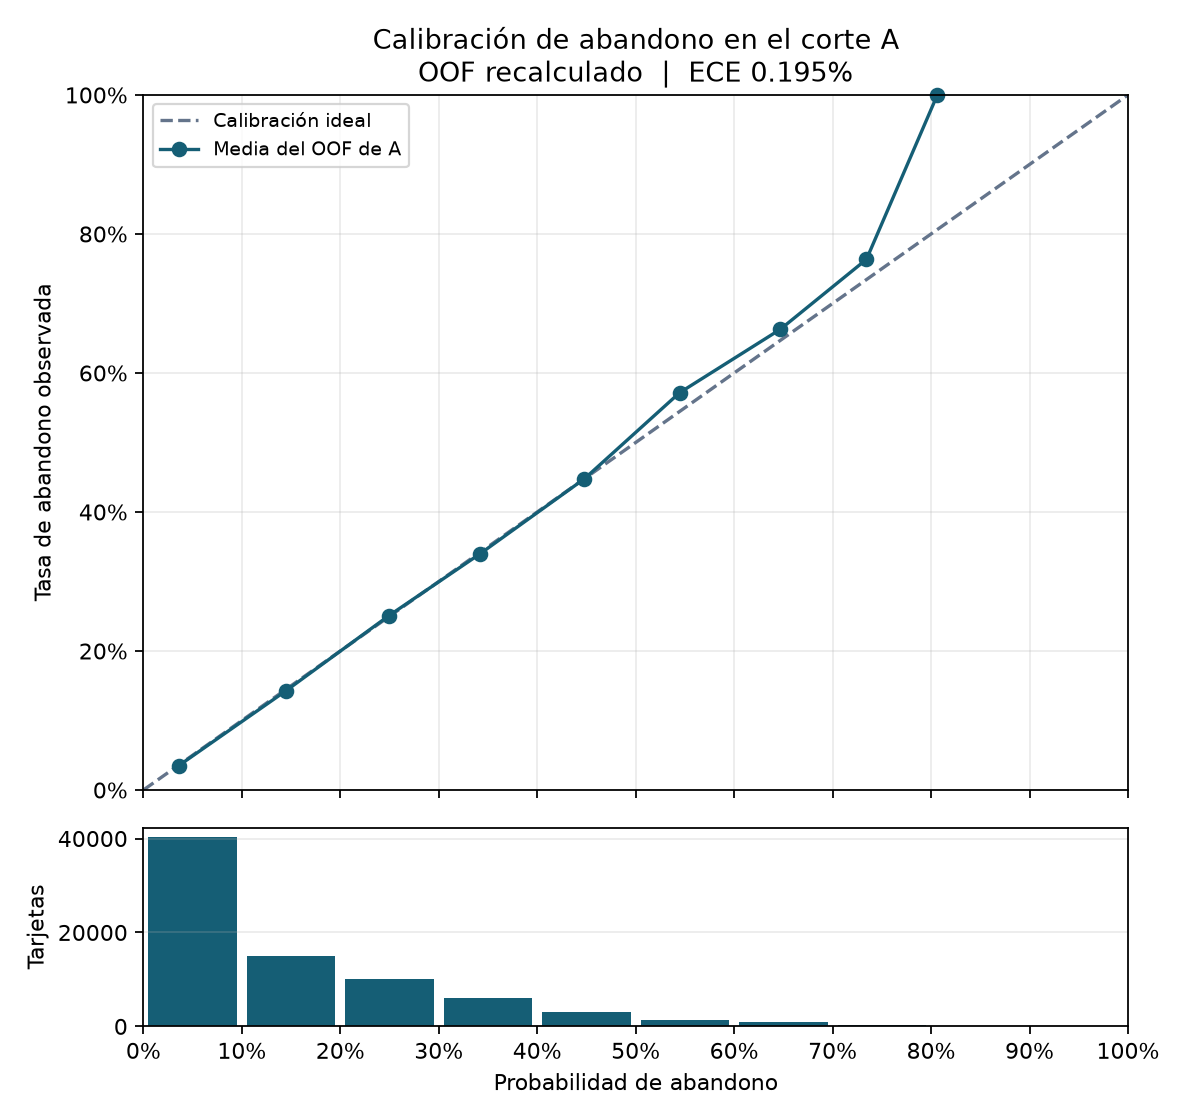 Calibración de abandono en el corte A
OOF recalculado | ECE 0.195%
Calibración ideal
Media del OOF de A
100%
80%
60%
40%
20%
0%
Tasa de abandono observada
40000
20000
0
Tarjetas
0%
10%
20%
30%
40%
50%
60%
70%
80%
90%
100%
Probabilidad de abandono